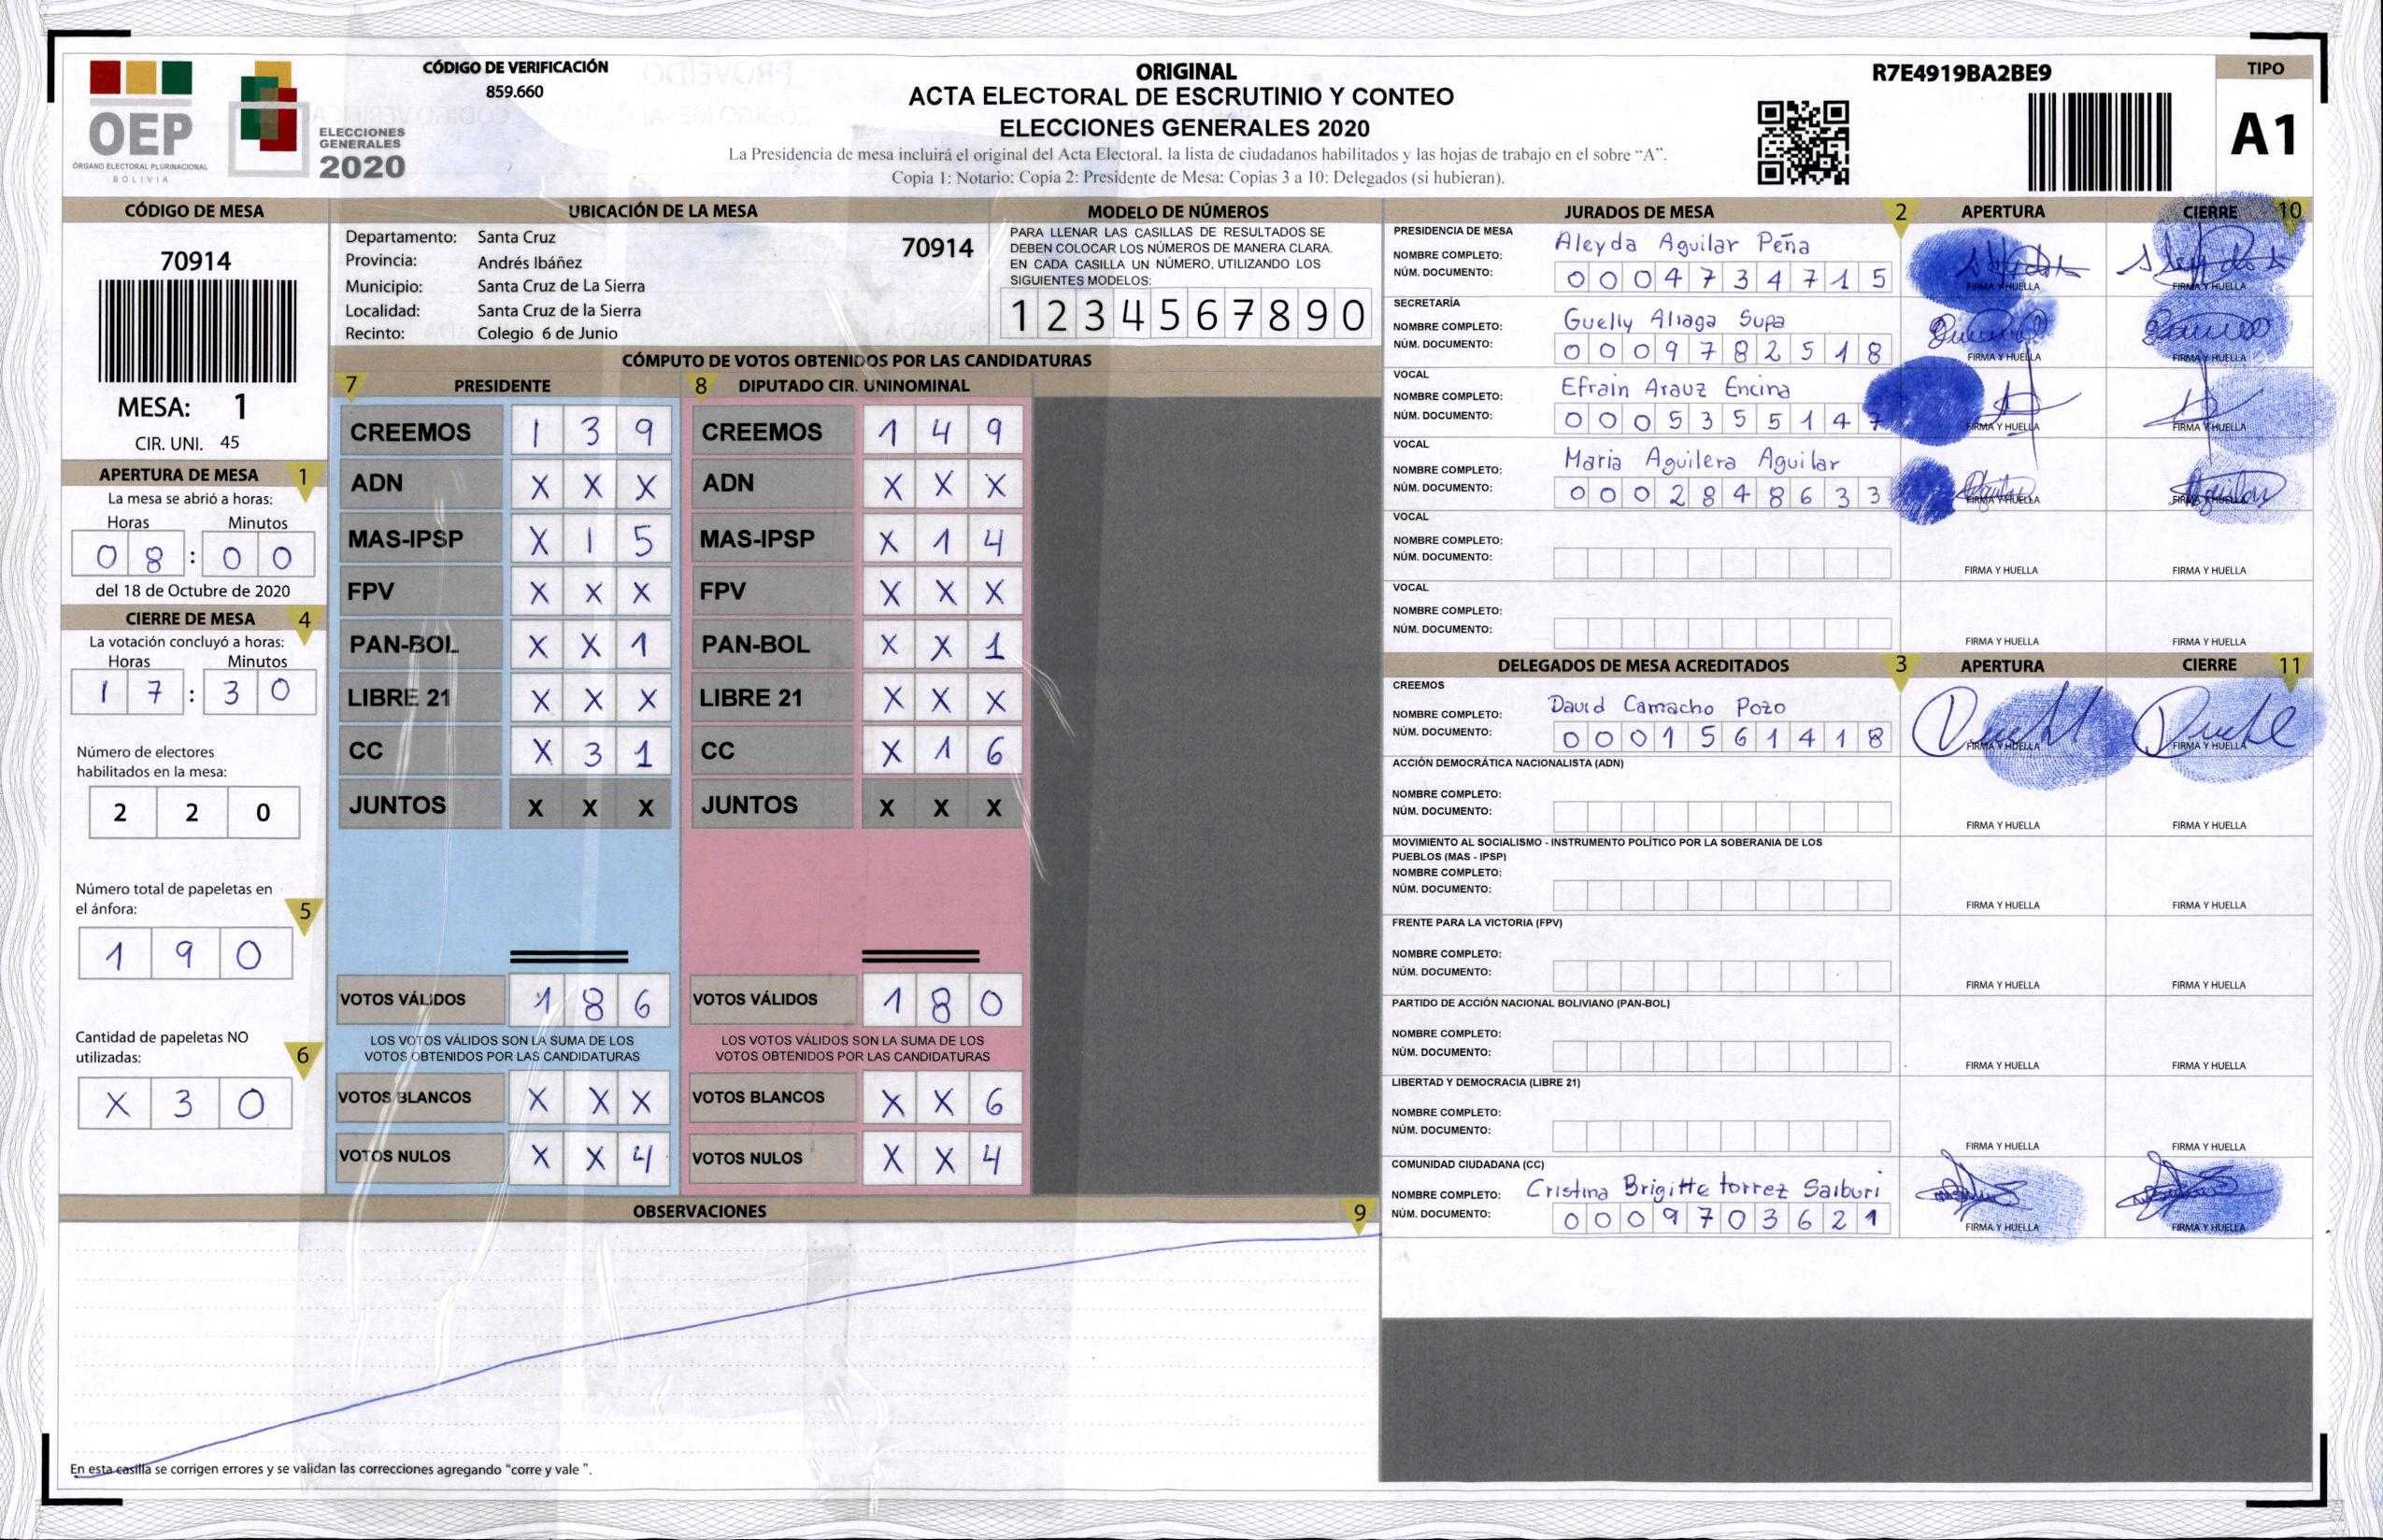 OEP
ÓRGANO ELECTORAL PLURINACIONAL
BOLIVIA
ELECCIONES
GENERALES
2020
CÓDIGO DE VERIFICACIÓN
859.660
ORIGINAL
ACTA ELECTORAL DE ESCRUTINIO Y CONTEO
ELECCIONES GENERALES 2020
La Presidencia de mesa incluirá el original del Acta Electoral, la lista de ciudadanos habilitados y las hojas de trabajo en el sobre "A".
Copia 1: Notario: Copia 2: Presidente de Mesa: Copias 3 a 10: Delegados (si hubieran).
R7E4919BA2BE9
TIPO
A1
CÓDIGO DE MESA
70914
MESA: 1
CIR. UNI. 45
APERTURA DE MESA 1
La mesa se abrió a horas:
Horas Minutos
0 8 : 0 0
del 18 de Octubre de 2020
CIERRE DE MESA 4
La votación concluyó a horas:
Horas Minutos
1 7 : 3 0
Número de electores
habilitados en la mesa:
2 2 0
Número total de papeletas en
el ánfora: 5
1 9 0
Cantidad de papeletas NO
utilizadas: 6
X 3 0
UBICACIÓN DE LA MESA
Departamento: Santa Cruz 70914
Provincia: Andrés Ibáñez
Municipio: Santa Cruz de La Sierra
Localidad: Santa Cruz de la Sierra
Recinto: Colegio 6 de Junio
MODELO DE NÚMEROS
PARA LLENAR LAS CASILLAS DE RESULTADOS SE
DEBEN COLOCAR LOS NÚMEROS DE MANERA CLARA.
EN CADA CASILLA UN NÚMERO, UTILIZANDO LOS
SIGUIENTES MODELOS:
1 2 3 4 5 6 7 8 9 0
CÓMPUTO DE VOTOS OBTENIDOS POR LAS CANDIDATURAS
7 PRESIDENTE
CREEMOS 1 3 9
ADN X X X
MAS-IPSP X 1 5
FPV X X X
PAN-BOL X X 1
LIBRE 21 X X X
CC X 3 1
JUNTOS X X X
VOTOS VÁLIDOS 1 8 6
LOS VOTOS VÁLIDOS SON LA SUMA DE LOS
VOTOS OBTENIDOS POR LAS CANDIDATURAS
VOTOS BLANCOS X X X
VOTOS NULOS X X 4
8 DIPUTADO CIR. UNINOMINAL
CREEMOS 1 4 9
ADN X X X
MAS-IPSP X 1 4
FPV X X X
PAN-BOL X X 1
LIBRE 21 X X X
CC X 1 6
JUNTOS X X X
VOTOS VÁLIDOS 1 8 0
LOS VOTOS VÁLIDOS SON LA SUMA DE LOS
VOTOS OBTENIDOS POR LAS CANDIDATURAS
VOTOS BLANCOS X X 6
VOTOS NULOS X X 4
OBSERVACIONES 9
En esta casilla se corrigen errores y se validan las correcciones agregando "corre y vale ".
JURADOS DE MESA 2 APERTURA CIERRE 10
PRESIDENCIA DE MESA
NOMBRE COMPLETO: Aleyda Aguilar Peña
NÚM. DOCUMENTO: 0 0 0 4 7 3 4 7 1 5 FIRMA Y HUELLA FIRMA Y HUELLA
SECRETARÍA
NOMBRE COMPLETO: Guelly Aliaga Supa
NÚM. DOCUMENTO: 0 0 0 9 7 8 2 5 1 8 FIRMA Y HUELLA FIRMA Y HUELLA
VOCAL
NOMBRE COMPLETO: Efrain Arauz Encina
NÚM. DOCUMENTO: 0 0 0 5 3 5 5 1 4 7 FIRMA Y HUELLA FIRMA Y HUELLA
VOCAL
NOMBRE COMPLETO: Maria Aguilera Aguilar
NÚM. DOCUMENTO: 0 0 0 2 8 4 8 6 3 3 FIRMA Y HUELLA FIRMA Y HUELLA
VOCAL
NOMBRE COMPLETO:
NÚM. DOCUMENTO: FIRMA Y HUELLA FIRMA Y HUELLA
VOCAL
NOMBRE COMPLETO:
NÚM. DOCUMENTO: FIRMA Y HUELLA FIRMA Y HUELLA
DELEGADOS DE MESA ACREDITADOS 3 APERTURA CIERRE 11
CREEMOS
NOMBRE COMPLETO: David Camacho Pozo
NÚM. DOCUMENTO: 0 0 0 1 5 6 1 4 1 8 FIRMA Y HUELLA FIRMA Y HUELLA
ACCIÓN DEMOCRÁTICA NACIONALISTA (ADN)
NOMBRE COMPLETO:
NÚM. DOCUMENTO: FIRMA Y HUELLA FIRMA Y HUELLA
MOVIMIENTO AL SOCIALISMO - INSTRUMENTO POLÍTICO POR LA SOBERANIA DE LOS
PUEBLOS (MAS - IPSP)
NOMBRE COMPLETO:
NÚM. DOCUMENTO: FIRMA Y HUELLA FIRMA Y HUELLA
FRENTE PARA LA VICTORIA (FPV)
NOMBRE COMPLETO:
NÚM. DOCUMENTO: FIRMA Y HUELLA FIRMA Y HUELLA
PARTIDO DE ACCIÓN NACIONAL BOLIVIANO (PAN-BOL)
NOMBRE COMPLETO:
NÚM. DOCUMENTO: FIRMA Y HUELLA FIRMA Y HUELLA
LIBERTAD Y DEMOCRACIA (LIBRE 21)
NOMBRE COMPLETO:
NÚM. DOCUMENTO: FIRMA Y HUELLA FIRMA Y HUELLA
COMUNIDAD CIUDADANA (CC)
NOMBRE COMPLETO: Cristina Brigitte torrez Saiburi
NÚM. DOCUMENTO: 0 0 0 9 7 0 3 6 2 1 FIRMA Y HUELLA FIRMA Y HUELLA